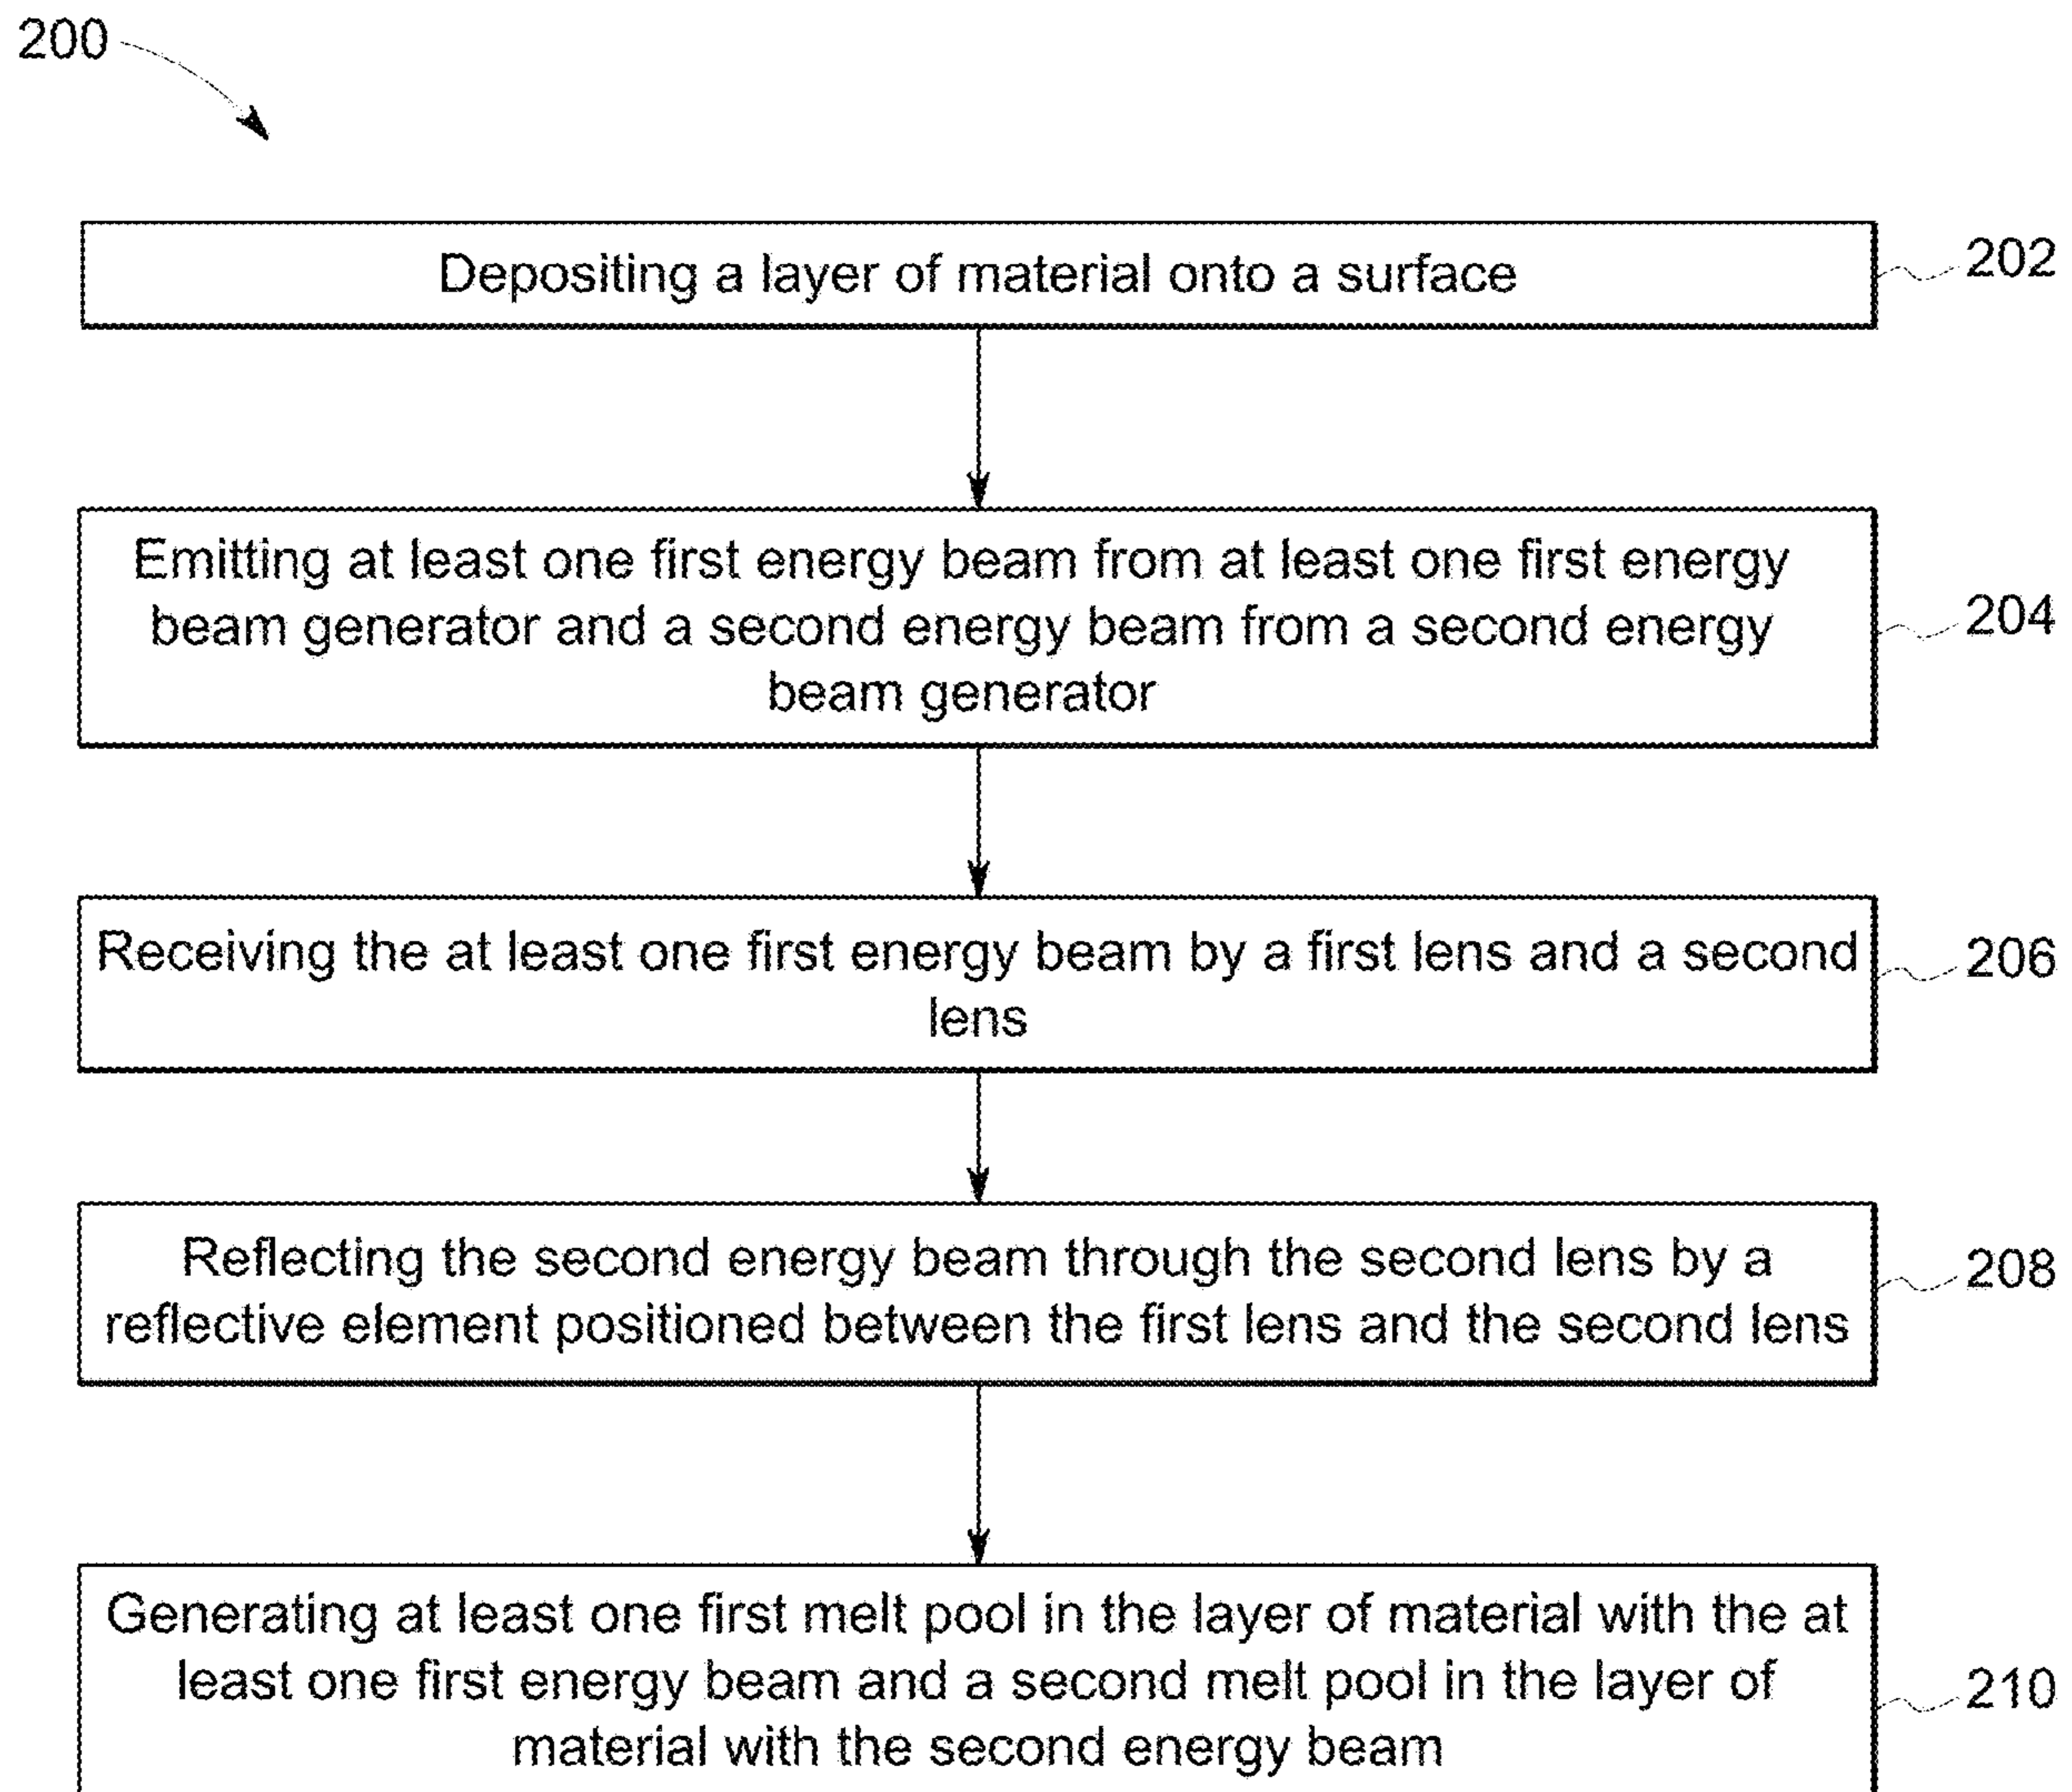 200
Depositing a layer of material onto a surface
202
Emitting at least one first energy beam from at least one first energy
beam generator and a second energy beam from a second energy
beam generator
204
Receiving the at least one first energy beam by a first lens and a second
lens
206
Reflecting the second energy beam through the second lens by a
reflective element positioned between the first lens and the second lens
208
Generating at least one first melt pool in the layer of material with the at
least one first energy beam and a second melt pool in the layer of
material with the second energy beam
210